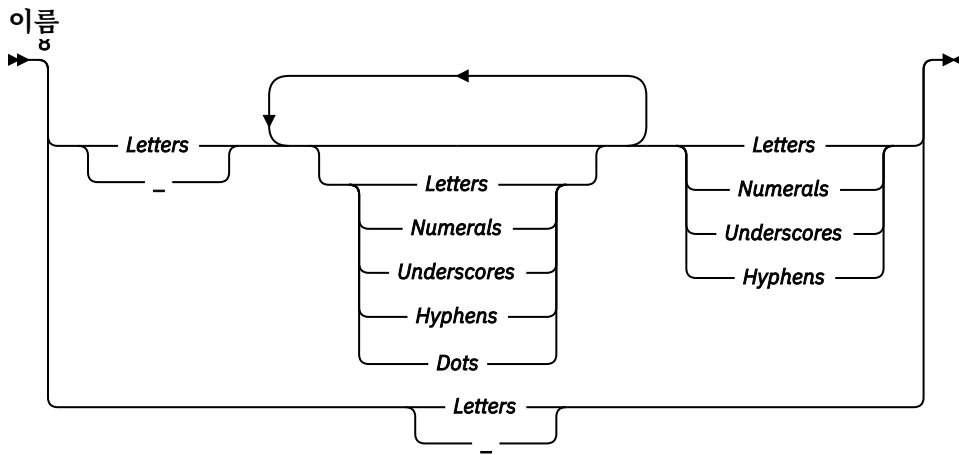 이름
Letters
_
Letters
Numerals
Underscores
Hyphens
Dots
Letters
Numerals
Underscores
Hyphens
Letters
_